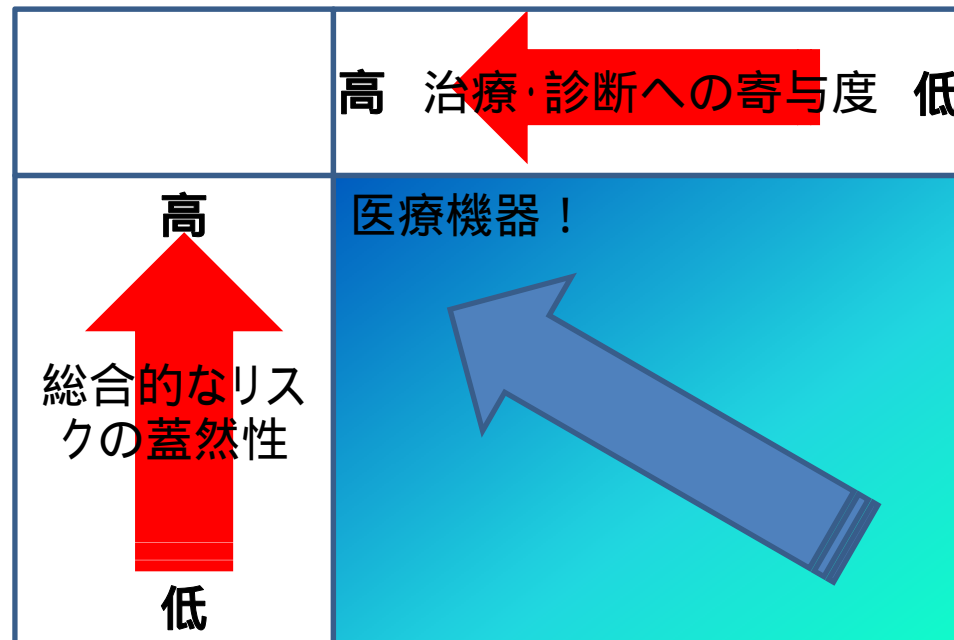 高 治療・診断への寄与度 低
高
医療機器！
総合的なリス
クの蓋然性
低